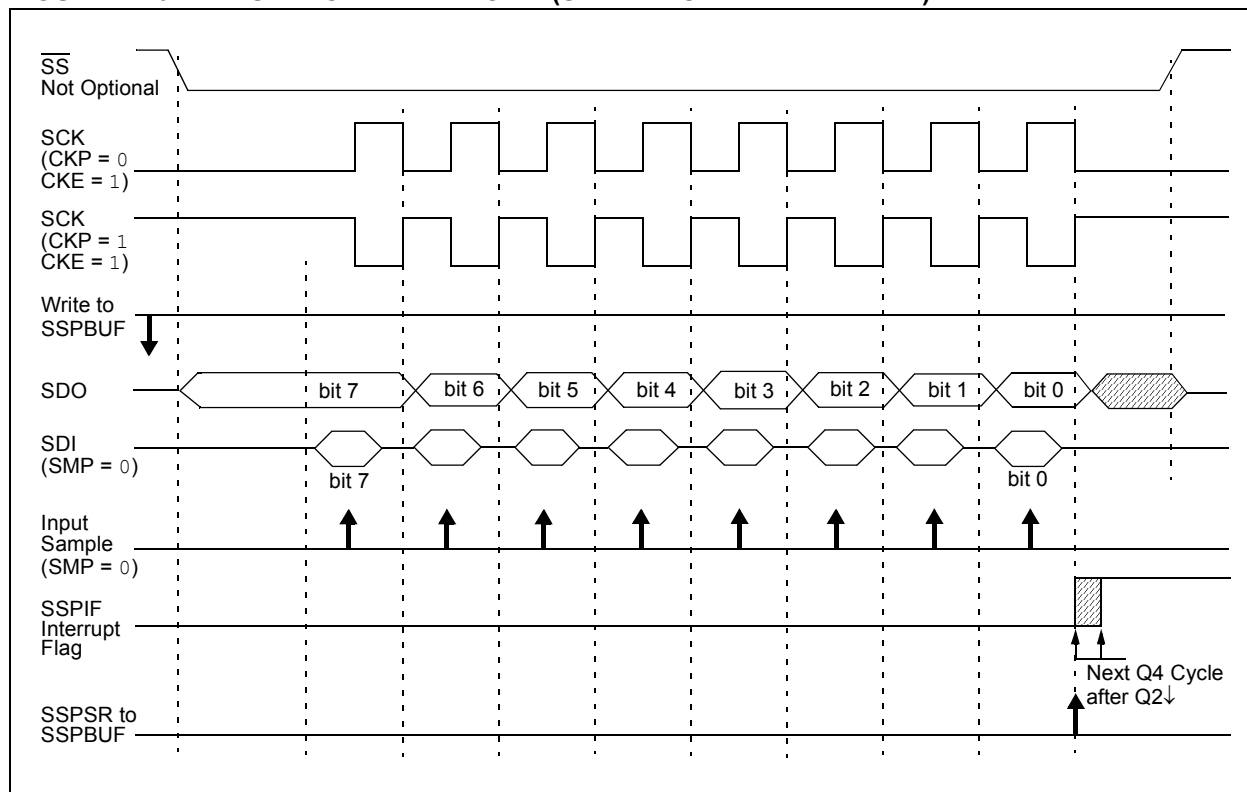 SS
Not Optional
SCK
(CKP = 0
CKE = 1)
SCK
(CKP = 1
CKE = 1)
Write to
SSPBUF
SDO
bit 7 bit 6 bit 5 bit 4 bit 3 bit 2 bit 1 bit 0
SDI
(SMP = 0)
bit 7 bit 0
Input
Sample
(SMP = 0)
SSPIF
Interrupt
Flag
Next Q4 Cycle
after Q2↓
SSPSR to
SSPBUF